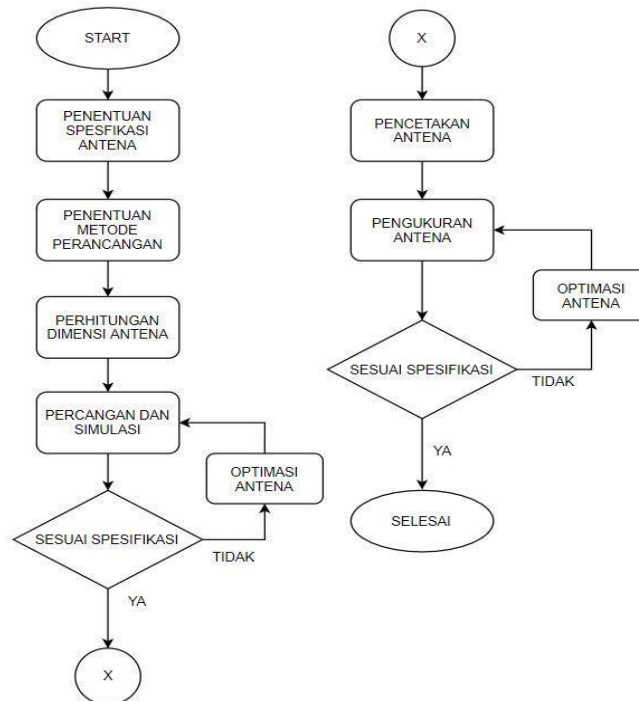 START
PENENTUAN
SPESFIKASI
ANTENA
PENENTUAN
METODE
PERANCANGAN
PERHITUNGAN
DIMENSI ANTENA
PERCANGAN DAN
SIMULASI
OPTIMASI
ANTENA
SESUAI SPESIFIKASI
TIDAK
YA
X
X
PENCETAKAN
ANTENA
PENGUKURAN
ANTENA
OPTIMASI
ANTENA
SESUAI SPESIFIKASI
TIDAK
YA
SELESAI